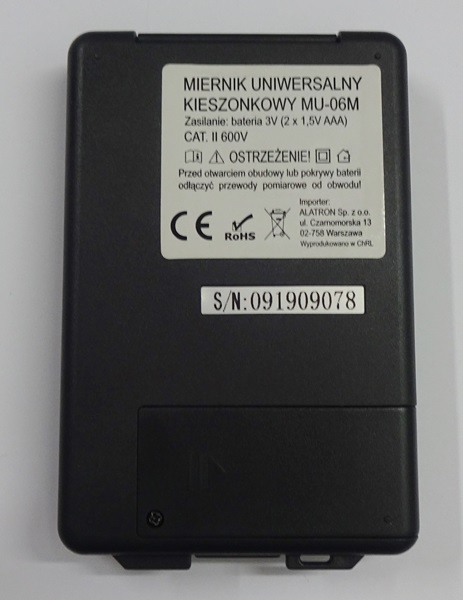 MIERNIK UNIWERSALNY
KIESZONKOWY MU-06M
Zasilanie: bateria 3V (2 x 1,5V AAA)
CAT. II 600V
OSTRZEŻENIE!
Przed otwarciem obudowy lub pokrywy baterii
odłączyć przewody pomiarowe od obwodu!
CE RoHS
Importer:
ALATRON Sp. z o.o.
ul. Czarnomorska 13
02-758 Warszawa
Wyprodukowano w ChRL
S/N:091909078